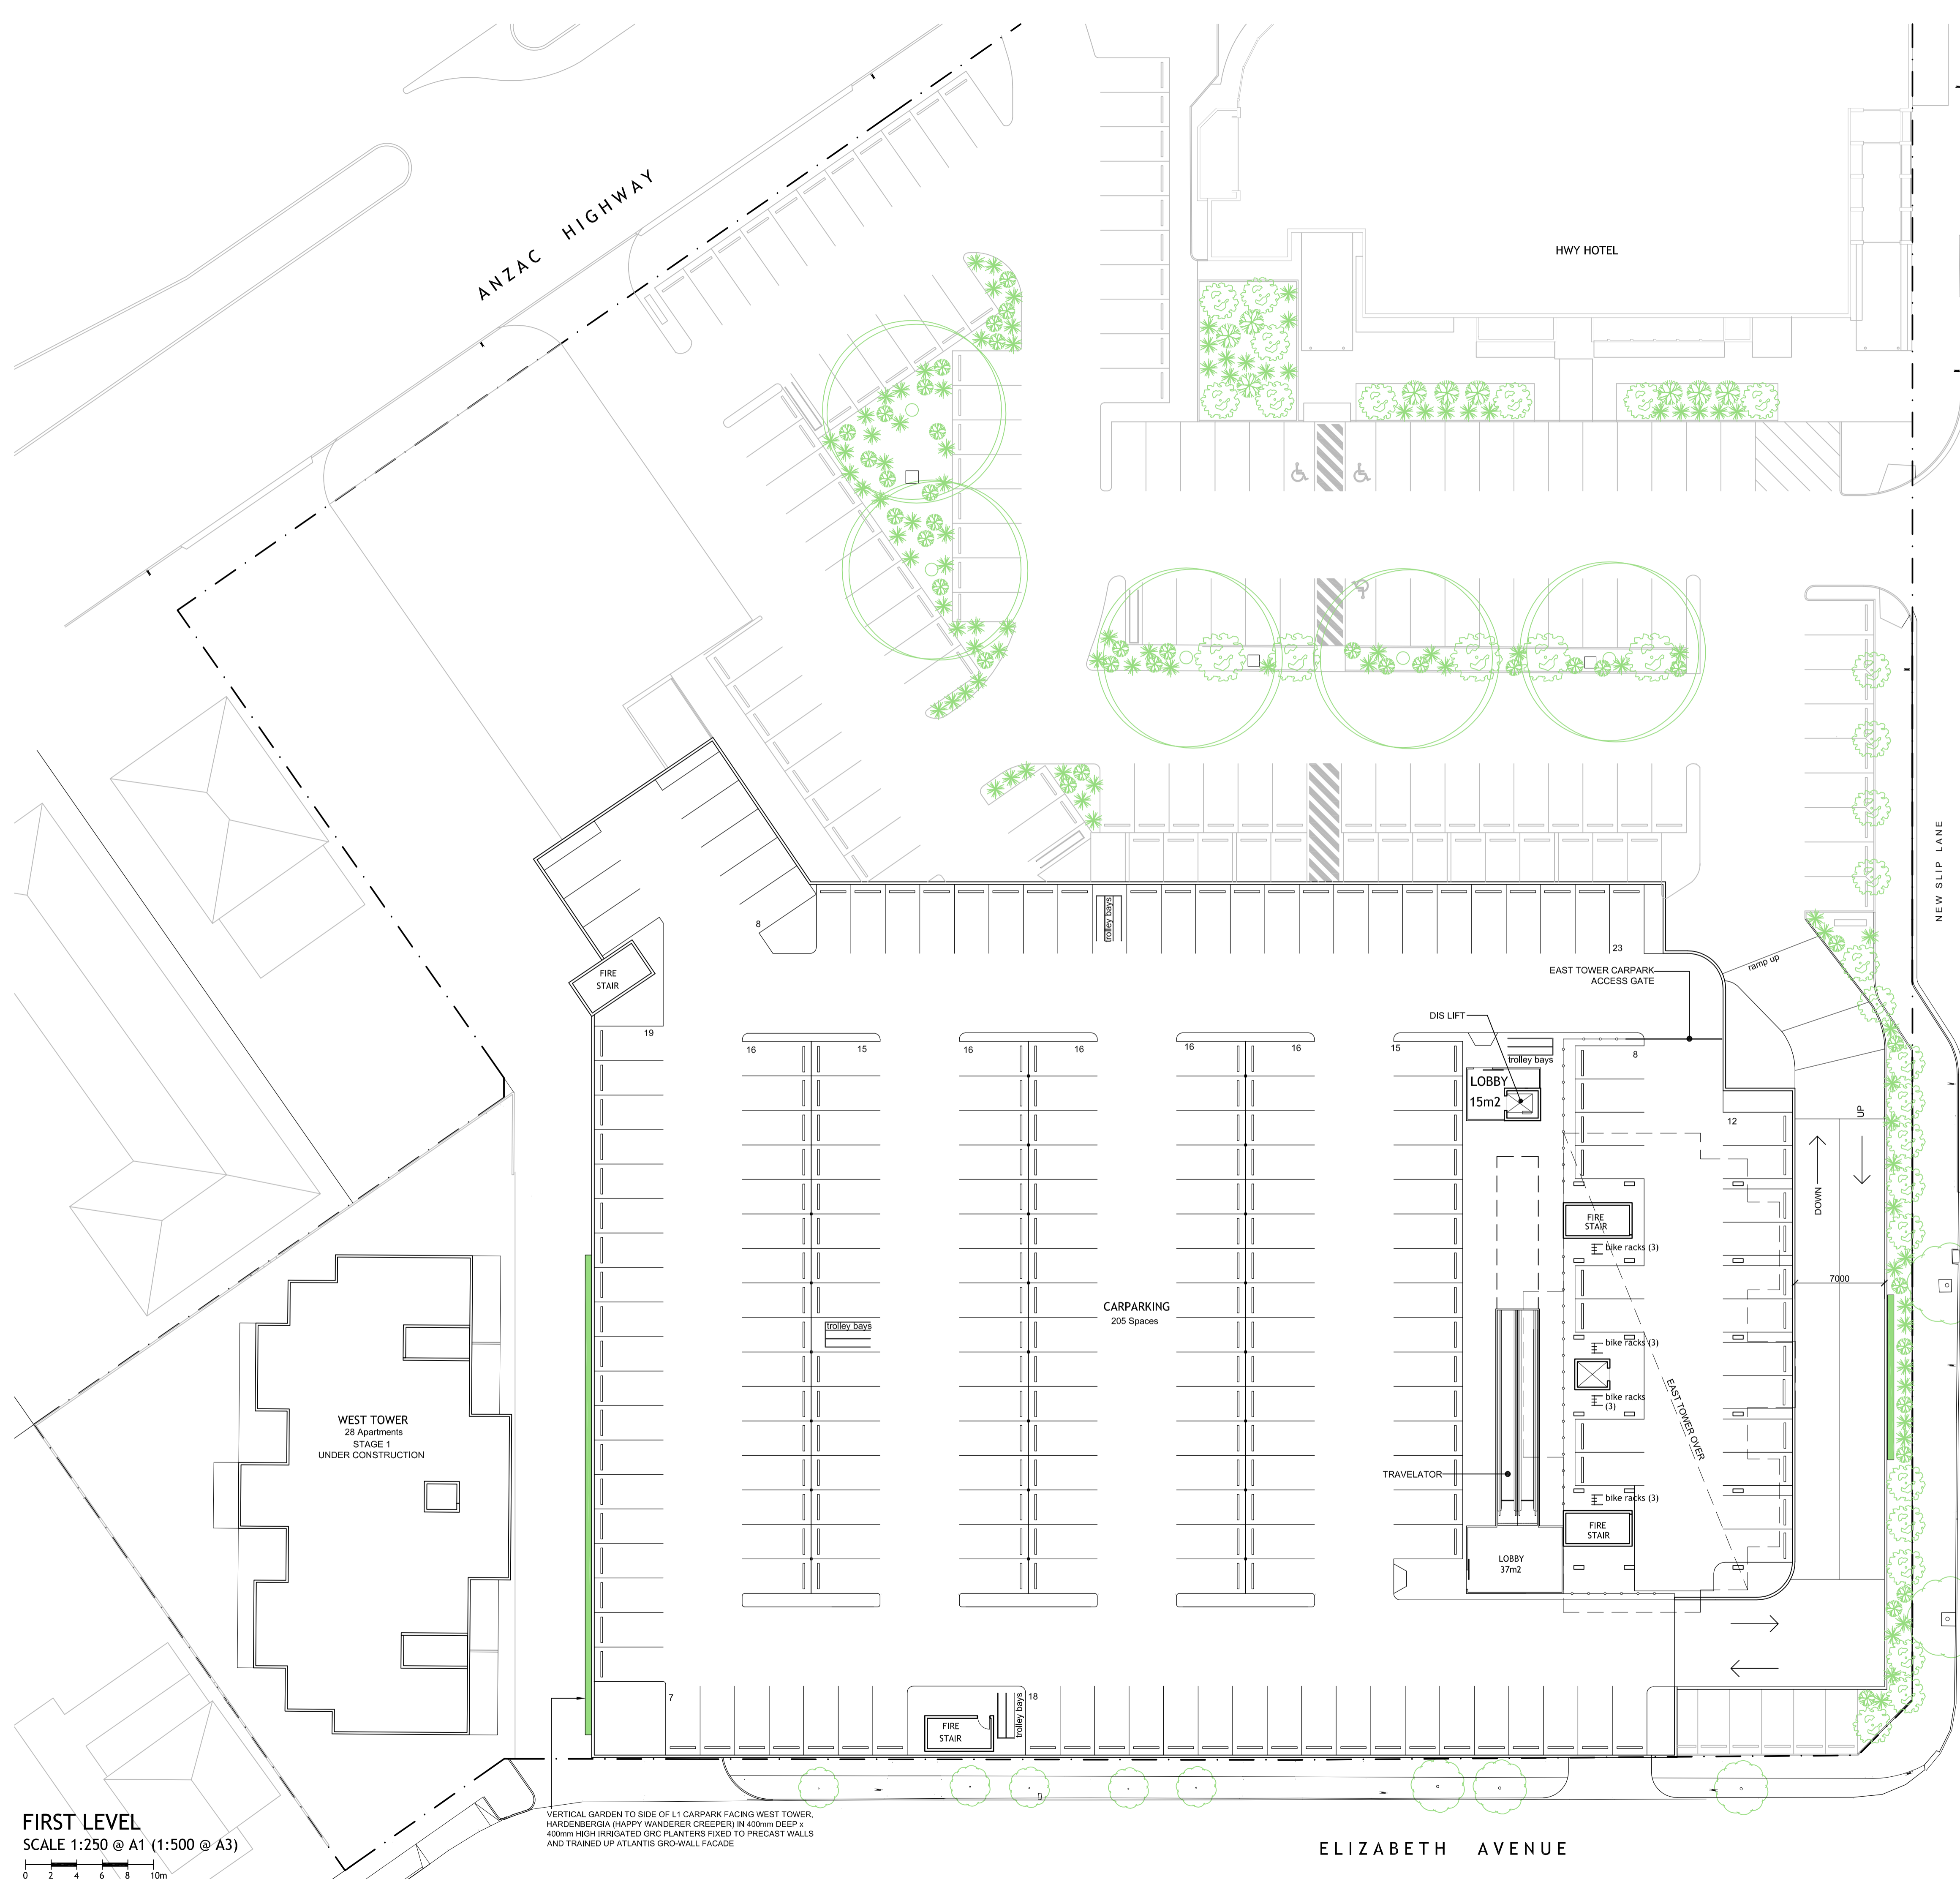 ANZAC HIGHWAY
HWY HOTEL
NEW SLIP LANE
8
trolley bays
23
FIRE
STAIR
EAST TOWER CARPARK
ACCESS GATE
ramp up
DIS LIFT
19
16
15
16
16
16
16
15
trolley bays
8
LOBBY
15m2
12
UP
DOWN
FIRE
STAIR
bike racks (3)
7000
CARPARKING
205 Spaces
trolley bays
bike racks (3)
bike racks
(3)
EAST TOWER OVER
WEST TOWER
28 Apartments
STAGE 1
UNDER CONSTRUCTION
TRAVELATOR
bike racks (3)
FIRE
STAIR
LOBBY
37m2
7
18
trolley bays
FIRE
STAIR
VERTICAL GARDEN TO SIDE OF L1 CARPARK FACING WEST TOWER,
HARDENBERGIA (HAPPY WANDERER CREEPER) IN 400mm DEEP x
400mm HIGH IRRIGATED GRC PLANTERS FIXED TO PRECAST WALLS
AND TRAINED UP ATLANTIS GRO-WALL FACADE
ELIZABETH AVENUE
FIRST LEVEL
SCALE 1:250 @ A1 (1:500 @ A3)
0 2 4 6 8 10m